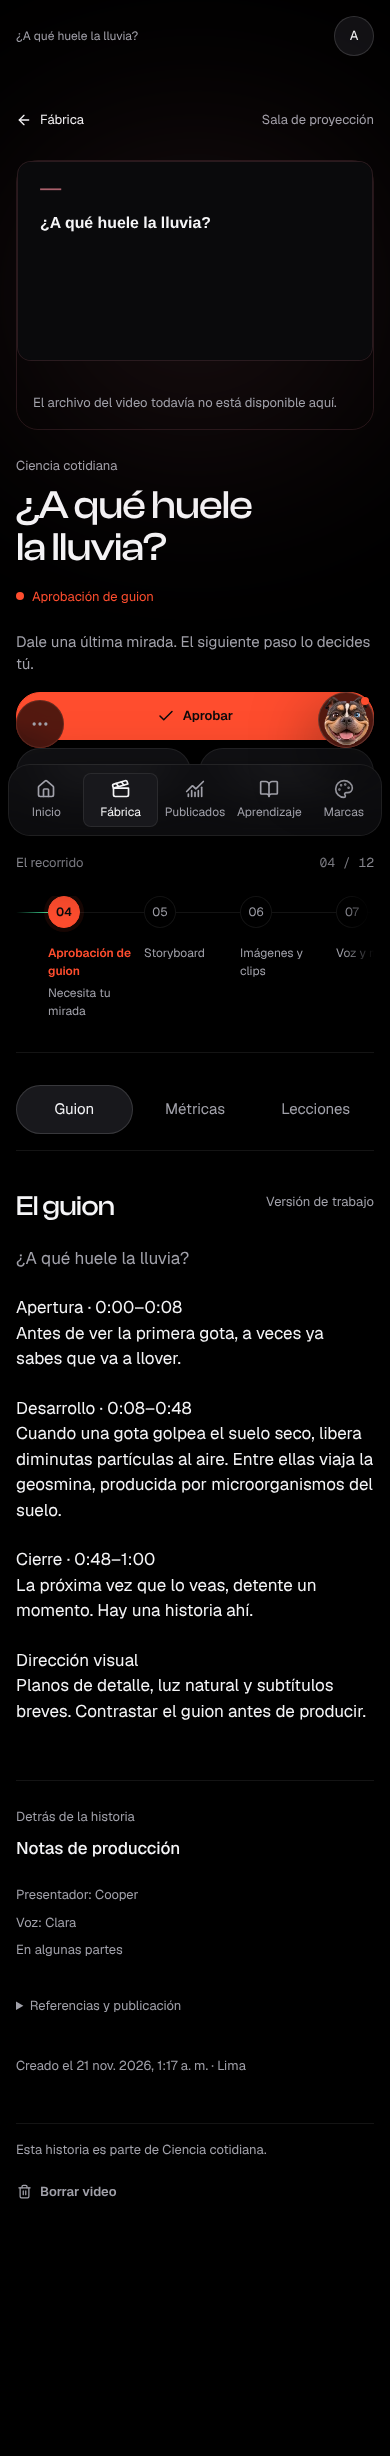 ¿A qué huele la lluvia?
A
Fábrica
Sala de proyección
¿A qué huele la lluvia?
El archivo del video todavía no está disponible aquí.
Ciencia cotidiana
¿A qué huele
la lluvia?
Aprobación de guion
Dale una última mirada. El siguiente paso lo decides
tú.
Aprobar
Inicio
Fábrica
Publicados
Aprendizaje
Marcas
El recorrido
04 / 12
04
05
06
07
Aprobación de
guion
Necesita tu
mirada
Storyboard
Imágenes y
clips
Voz y
Guion
Métricas
Lecciones
El guion
Versión de trabajo
¿A qué huele la lluvia?
Apertura · 0:00–0:08
Antes de ver la primera gota, a veces ya
sabes que va a llover.
Desarrollo · 0:08–0:48
Cuando una gota golpea el suelo seco, libera
diminutas partículas al aire. Entre ellas viaja la
geosmina, producida por microorganismos del
suelo.
Cierre · 0:48–1:00
La próxima vez que lo veas, detente un
momento. Hay una historia ahí.
Dirección visual
Planos de detalle, luz natural y subtítulos
breves. Contrastar el guion antes de producir.
Detrás de la historia
Notas de producción
Presentador: Cooper
Voz: Clara
En algunas partes
Referencias y publicación
Creado el 21 nov. 2026, 1:17 a. m. · Lima
Esta historia es parte de Ciencia cotidiana.
Borrar video